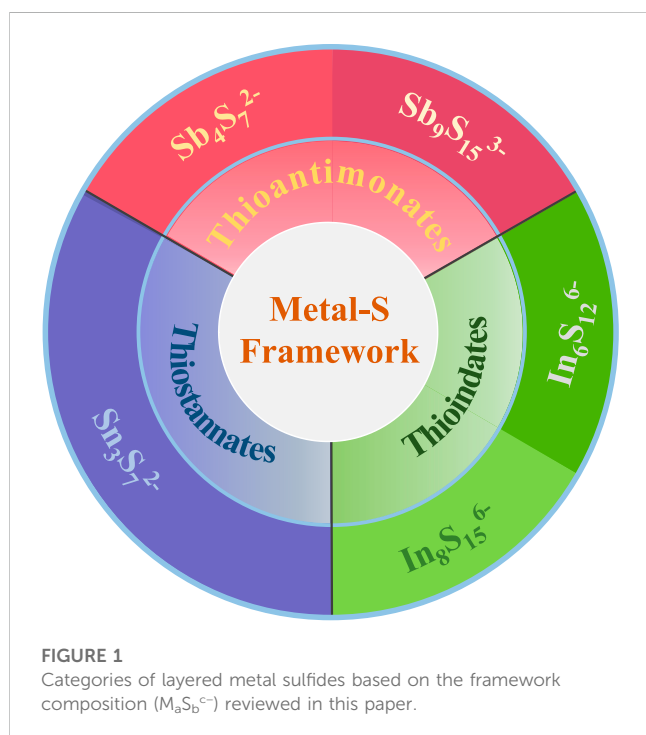 Sb₄S₇²⁻
Sb₉S₁₅³⁻
Thioantimonates
Metal-S
Framework
In₆S₁₂⁶⁻
Thioindates
Thiostannates
Sn₃S₇²⁻
In₈S₁₅⁶⁻
FIGURE 1
Categories of layered metal sulfides based on the framework
composition (MₐS_b^c−) reviewed in this paper.